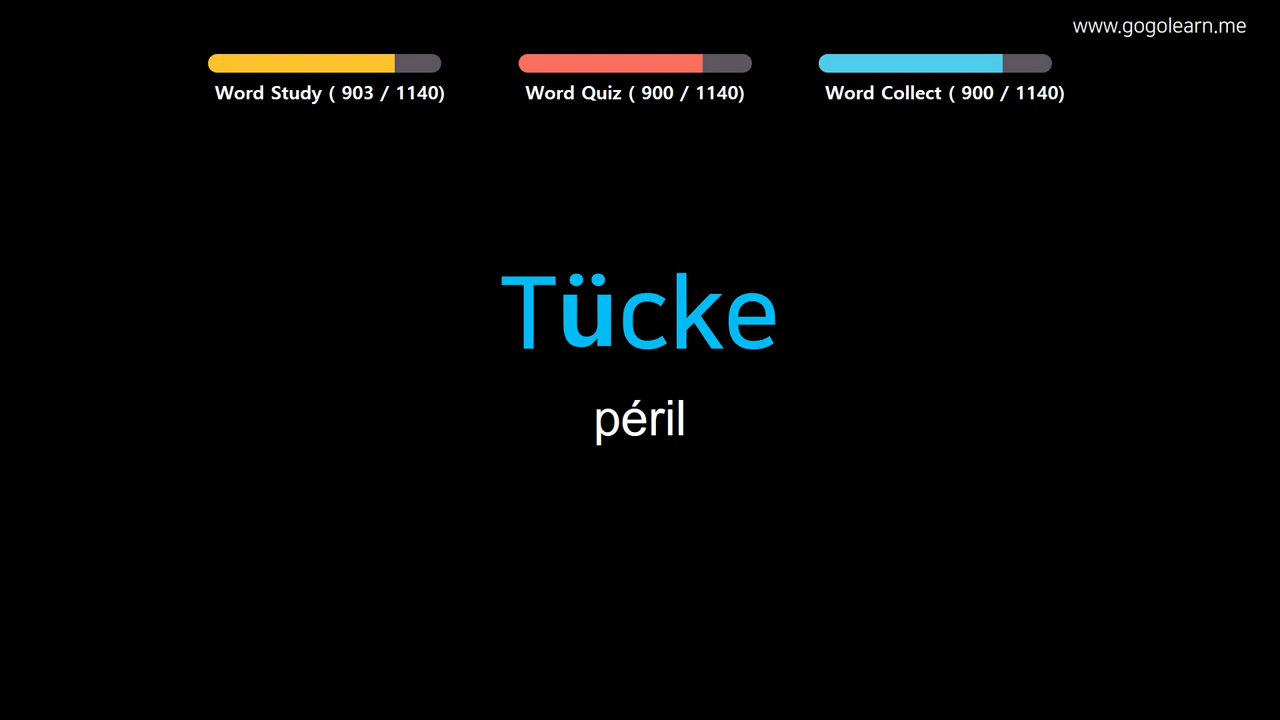 www.gogolearn.me
Word Study ( 903 / 1140)
Word Quiz ( 900 / 1140)
Word Collect ( 900 / 1140)
Tücke
péril